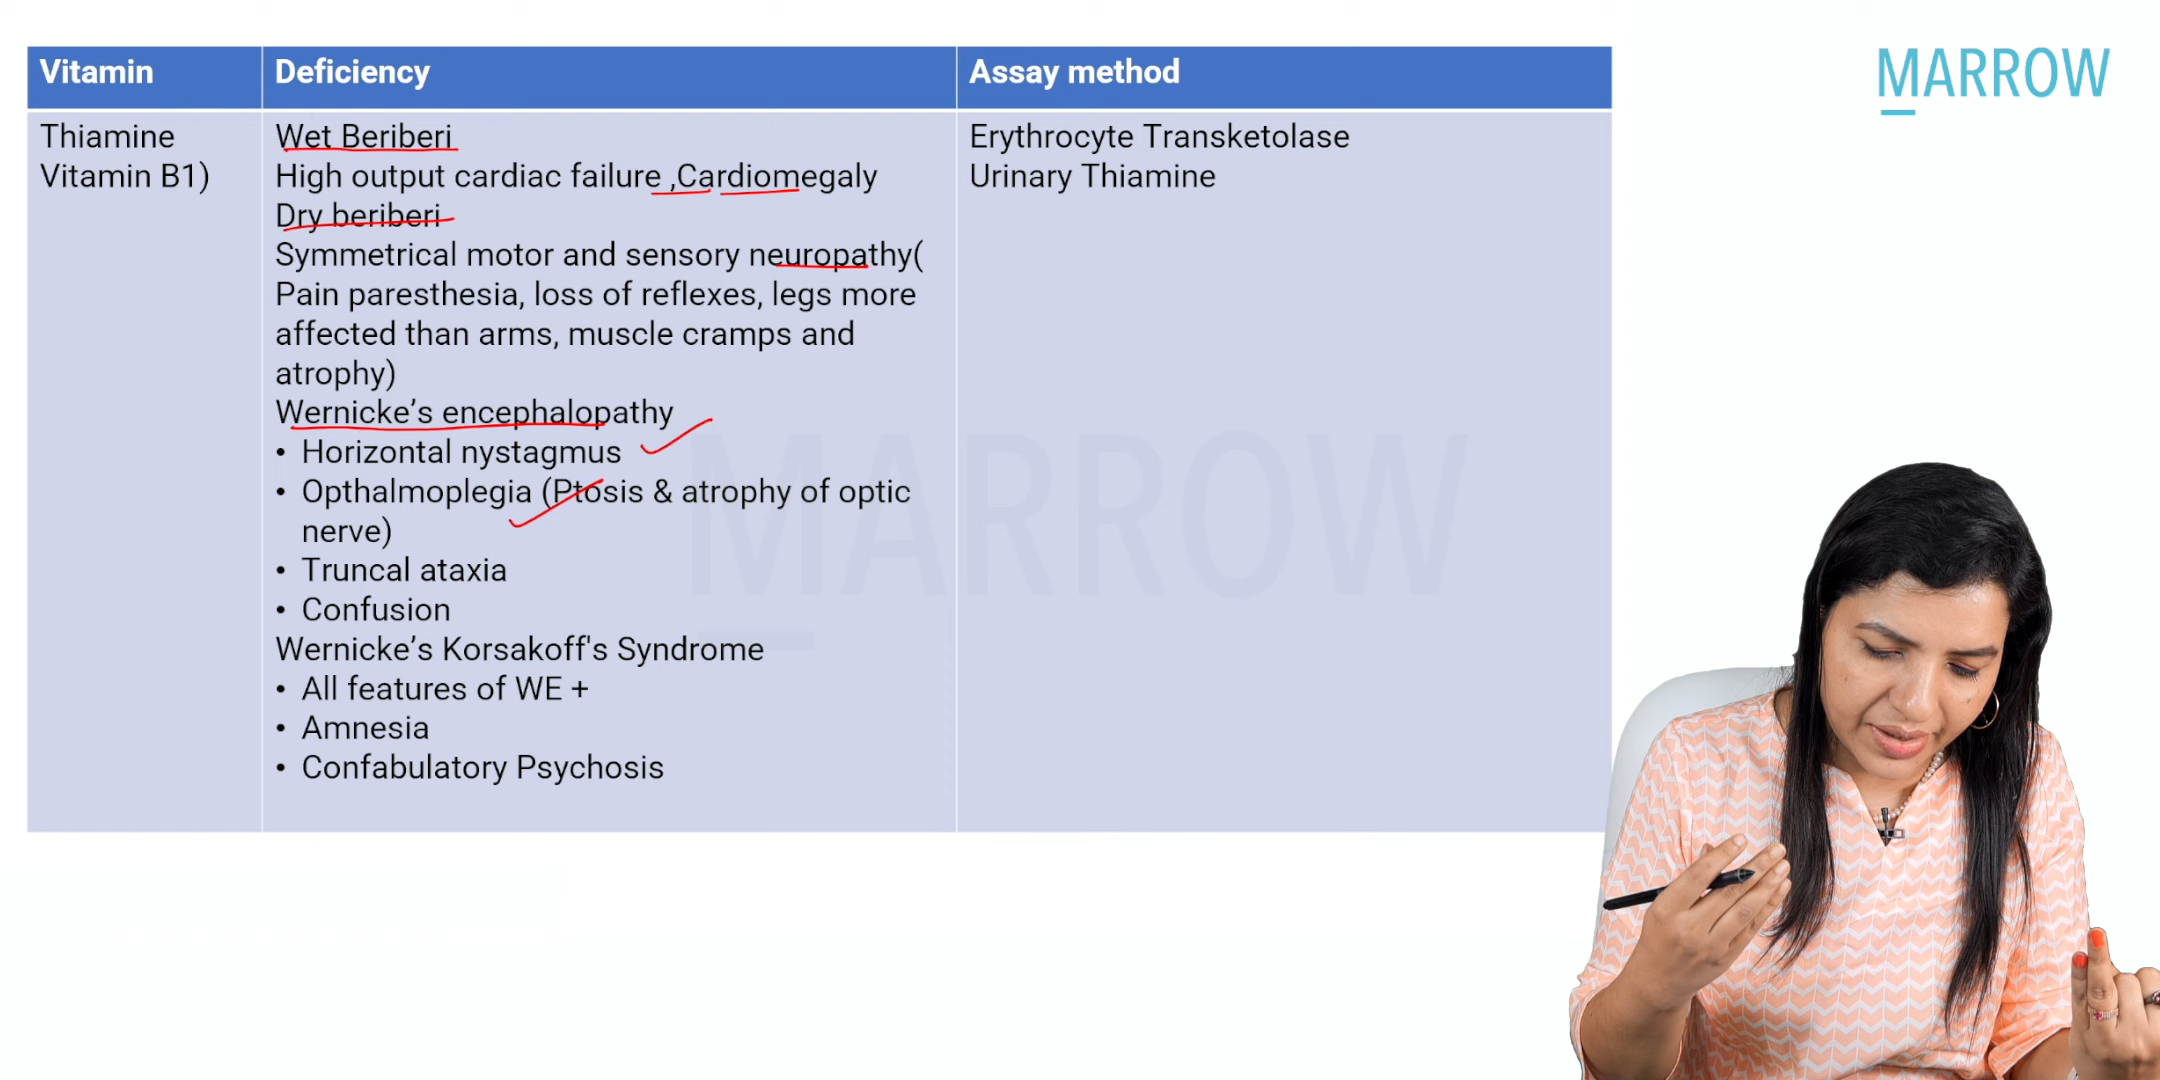 MARROW
Vitamin
Deficiency
Assay method
Thiamine
Vitamin B1)
Wet Beriberi
High output cardiac failure ,Cardiomegaly
Dry beriberi
Symmetrical motor and sensory neuropathy(
Pain paresthesia, loss of reflexes, legs more
affected than arms, muscle cramps and
atrophy)
Wernicke’s encephalopathy
• Horizontal nystagmus
• Opthalmoplegia (Ptosis & atrophy of optic
nerve)
• Truncal ataxia
• Confusion
Wernicke’s Korsakoff's Syndrome
• All features of WE +
• Amnesia
• Confabulatory Psychosis
Erythrocyte Transketolase
Urinary Thiamine
MARROW